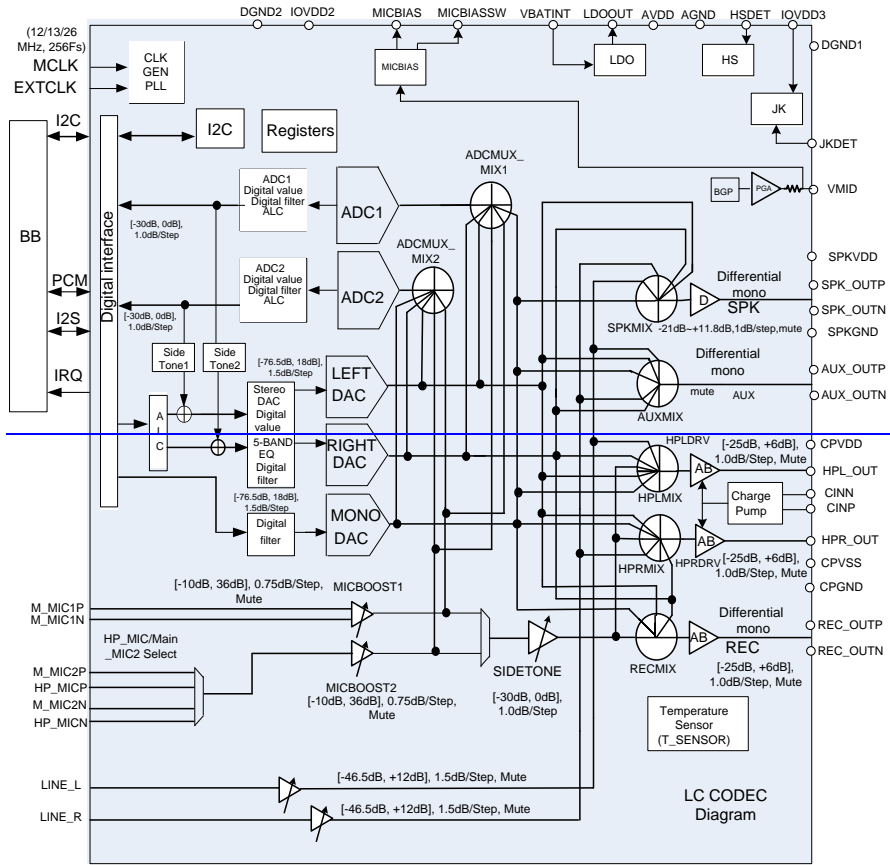 DGND2 IOVDD2 MICBIAS MICBIASSW VBATINT LDOOUT AVDD AGND HSDET IOVDD3
(12/13/26
MHz, 256Fs)
MCLK
EXTCLK
CLK
GEN
PLL
MICBIAS
LDO
HS
DGND1
JK
JKDET
I2C
I2C
Registers
ADCMUX_
MIX1
BGP
PGA
VMID
BB
Digital interface
ADC1
Digital value
Digital filter
ALC
ADC1
[-30dB, 0dB],
1.0dB/Step
ADCMUX_
MIX2
SPKVDD
PCM
I2S
ADC2
Digital value
Digital filter
ALC
ADC2
[-30dB, 0dB],
1.0dB/Step
D
Differential
mono
SPK
SPK_OUTP
SPK_OUTN
SPKMIX
-21dB~+11.8dB,1dB/step,mute
SPKGND
IRQ
Side
Tone1
Side
Tone2
[-76.5dB, 18dB],
1.5dB/Step
LEFT
DAC
Differential
mono
mute
AUX
AUX_OUTP
AUX_OUTN
AUXMIX
A
I
C
Stereo
DAC
Digital
value
5-BAND
EQ
Digital
filter
RIGHT
DAC
HPLDRV
[-25dB, +6dB],
1.0dB/Step, Mute
CPVDD
AB
HPL_OUT
HPLMIX
Charge
Pump
CINN
CINP
[-76.5dB, 18dB],
1.5dB/Step
Digital
filter
MONO
DAC
AB
HPR_OUT
HPRMIX
HPRDRV
[-25dB, +6dB],
1.0dB/Step, Mute
CPVSS
CPGND
[-10dB, 36dB], 0.75dB/Step,
Mute
MICBOOST1
M_MIC1P
M_MIC1N
HP_MIC/Main
_MIC2 Select
M_MIC2P
HP_MICP
M_MIC2N
HP_MICN
MICBOOST2
[-10dB, 36dB], 0.75dB/Step,
Mute
SIDETONE
[-30dB, 0dB],
1.0dB/Step
AB
Differential
mono
REC
REC_OUTP
REC_OUTN
RECMIX
[-25dB, +6dB],
1.0dB/Step, Mute
Temperature
Sensor
(T_SENSOR)
LINE_L
[-46.5dB, +12dB], 1.5dB/Step, Mute
LINE_R
[-46.5dB, +12dB], 1.5dB/Step, Mute
LC CODEC
Diagram